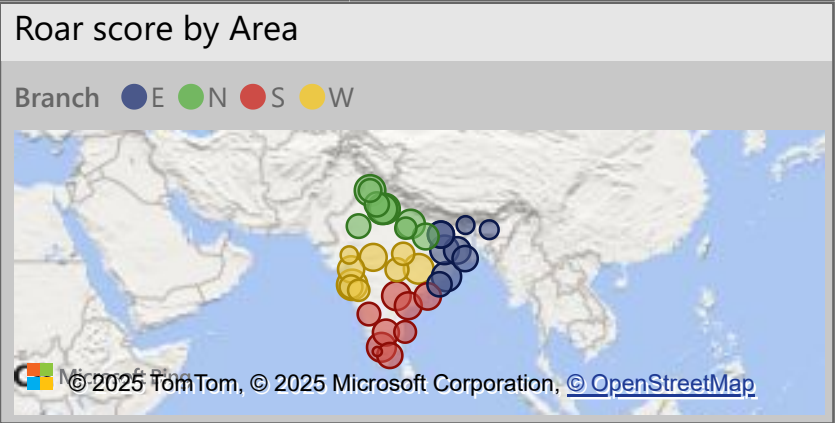 Roar score by Area
Branch E N S W
Microsoft Bing
© 2025 TomTom, © 2025 Microsoft Corporation, © OpenStreetMap